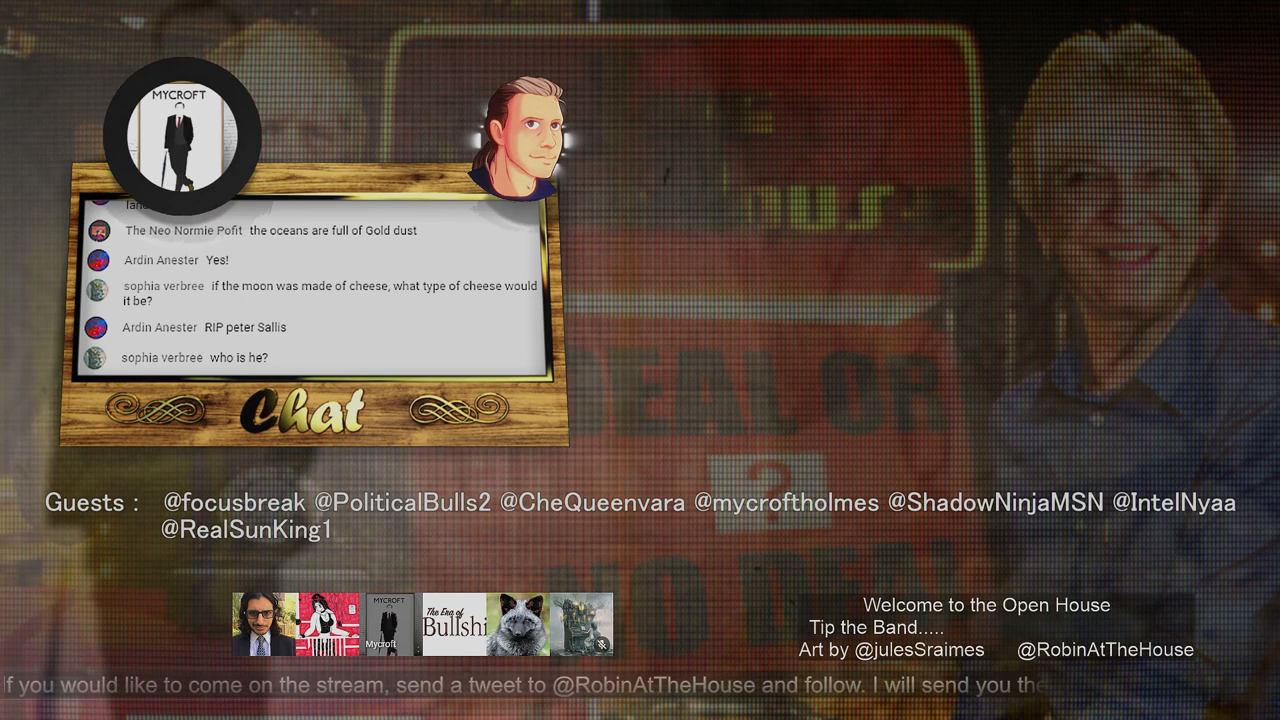 MYCROFT
The Neo Normie Pofit the oceans are full of Gold dust
Ardin Anester Yes!
sophia verbree if the moon was made of cheese, what type of cheese would
it be?
Ardin Anester RIP peter Sallis
sophia verbree who is he?
Chat
DEAL OR
?
NO DEAL
Guests : @focusbreak @PoliticalBulls2 @CheQueenvara @mycroftholmes @ShadowNinjaMSN @IntelNyaa
@RealSunKing1
MYCROFT
Mycroft
The Era of
Bullshi
Welcome to the Open House
Tip the Band.....
Art by @julesSraimes @RobinAtTheHouse
If you would like to come on the stream, send a tweet to @RobinAtTheHouse and follow. I will send you the